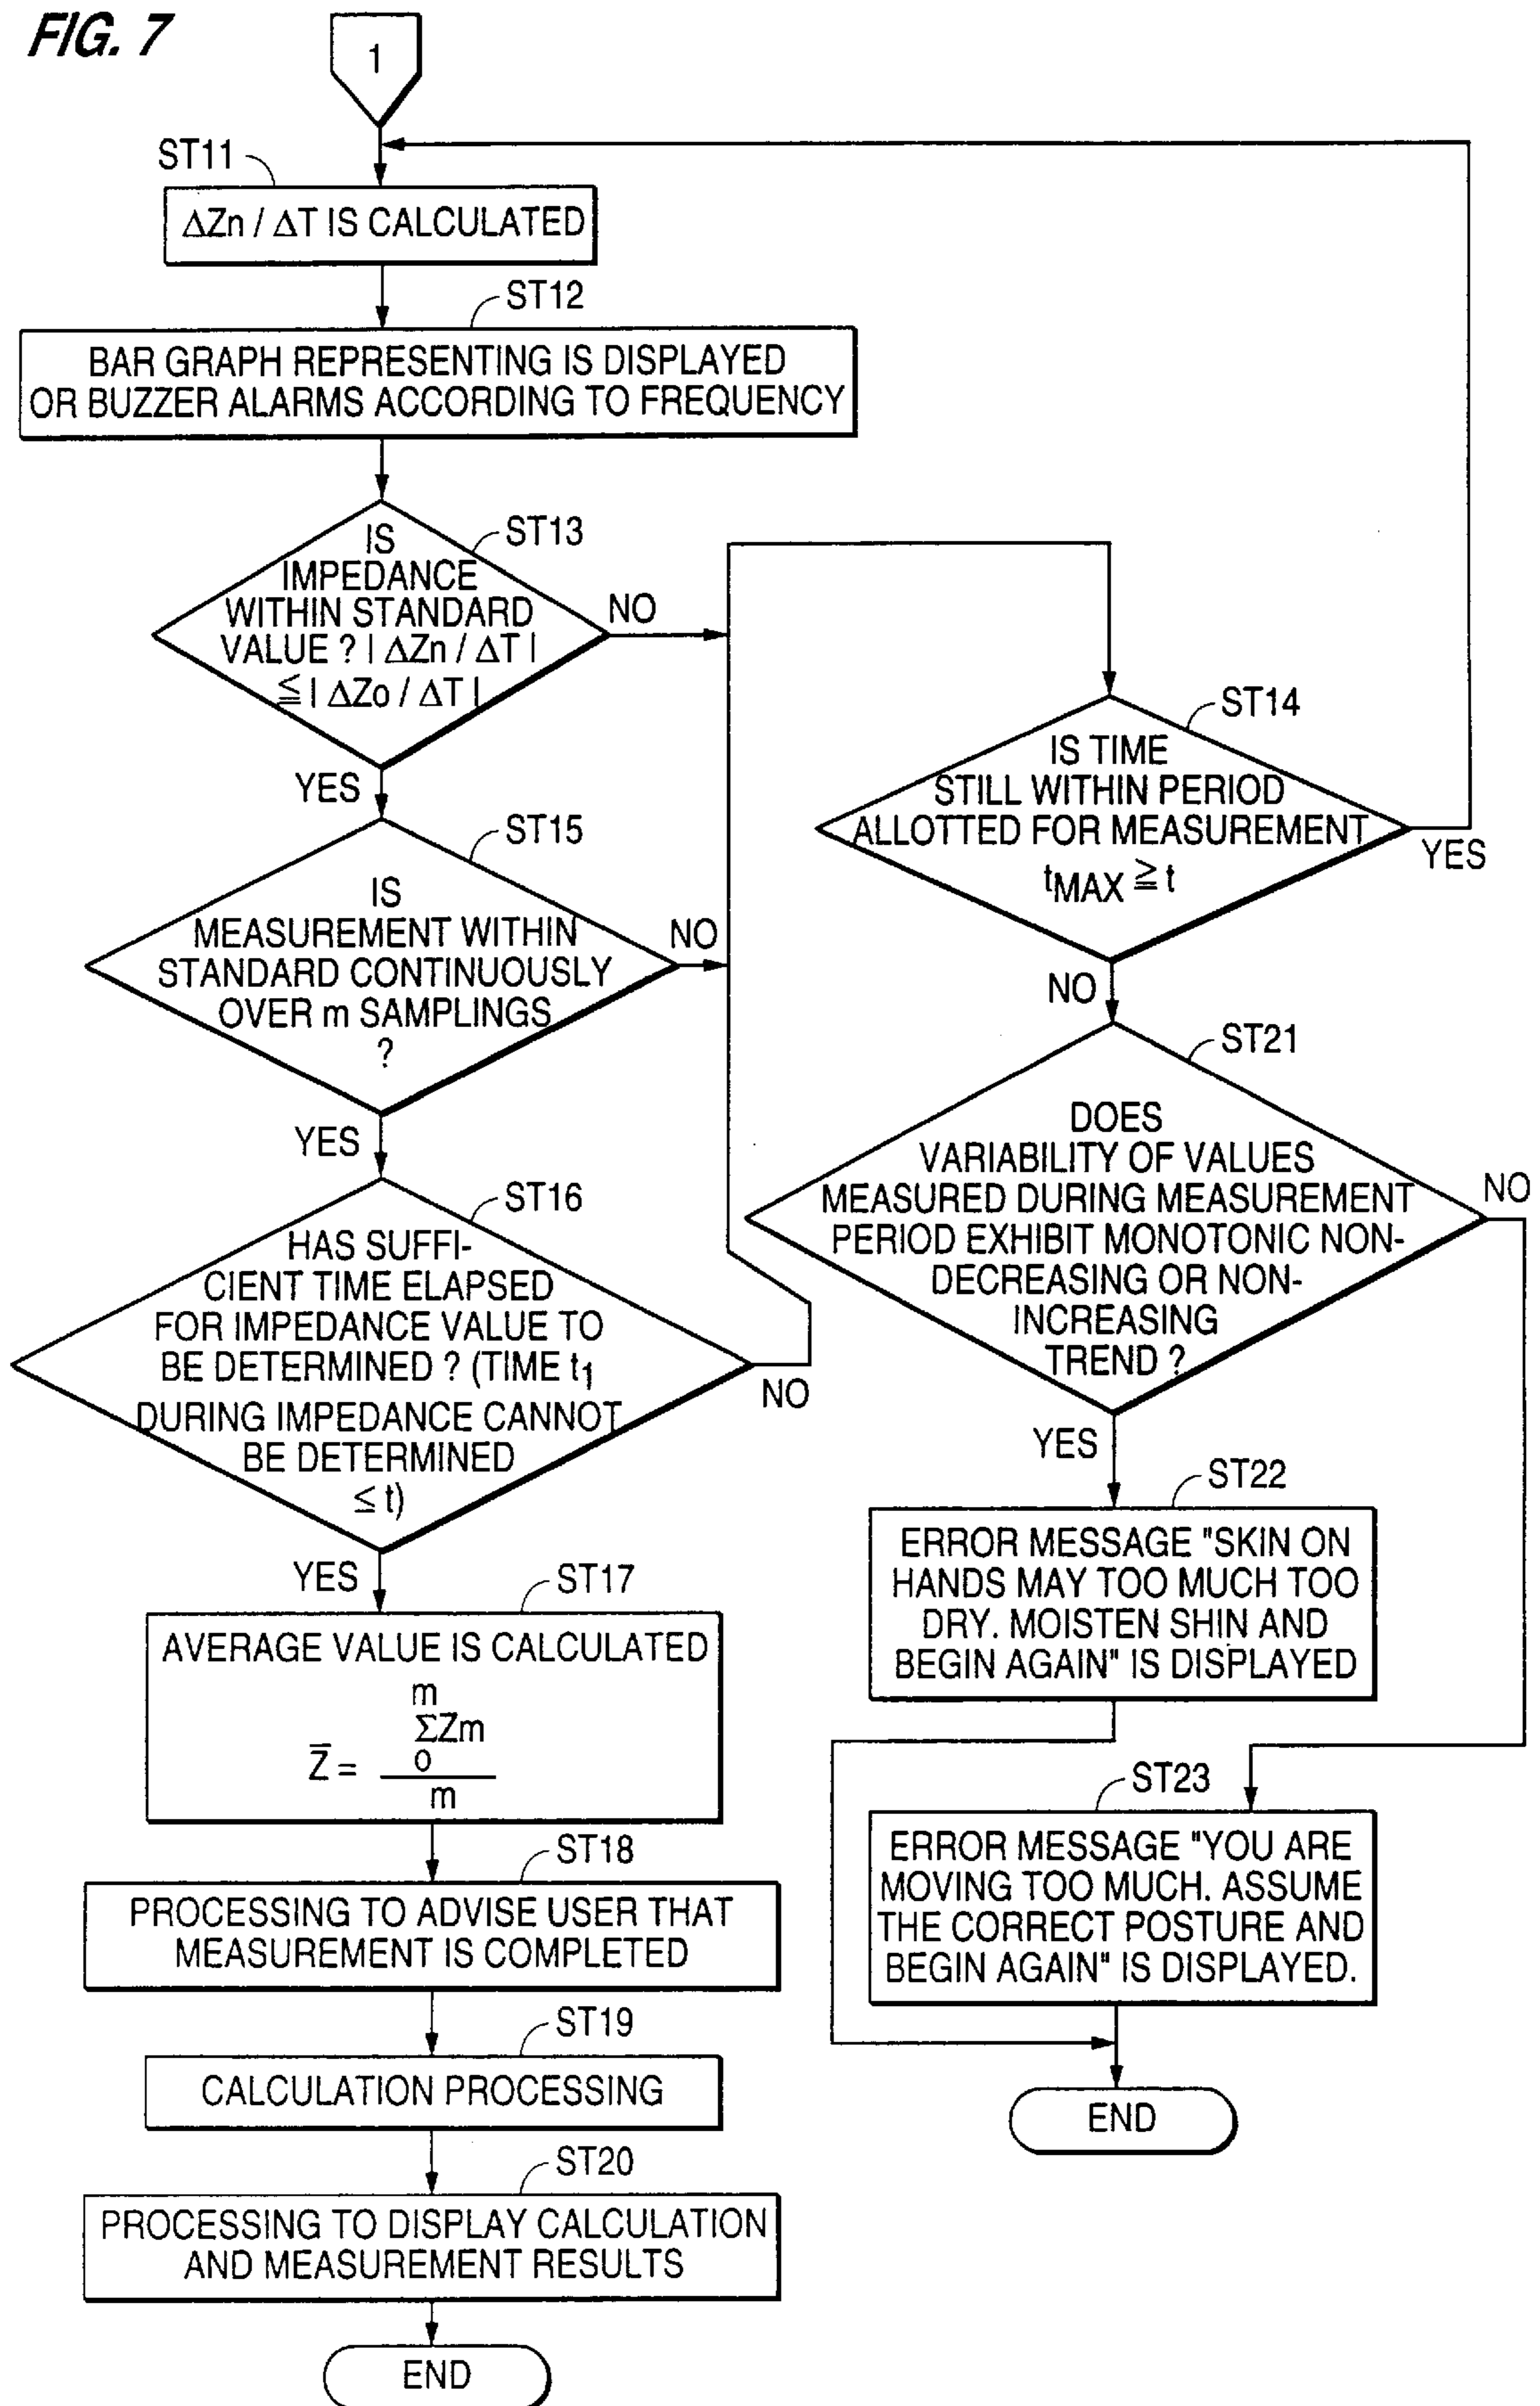 FIG. 7
1
ST11
ΔZn / ΔT IS CALCULATED
ST12
BAR GRAPH REPRESENTING IS DISPLAYED
OR BUZZER ALARMS ACCORDING TO FREQUENCY
ST13
IS
IMPEDANCE
WITHIN STANDARD
VALUE ? | ΔZn / ΔT |
≦ | ΔZo / ΔT |
NO
YES
ST14
IS TIME
STILL WITHIN PERIOD
ALLOTTED FOR MEASUREMENT
tMAX ≧ t
YES
NO
ST15
IS
MEASUREMENT WITHIN
STANDARD CONTINUOUSLY
OVER m SAMPLINGS
?
NO
YES
ST16
HAS SUFFI-
CIENT TIME ELAPSED
FOR IMPEDANCE VALUE TO
BE DETERMINED ? (TIME t1
DURING IMPEDANCE CANNOT
BE DETERMINED
≤ t)
NO
YES
ST17
AVERAGE VALUE IS CALCULATED
m
ΣZm
Z̄ = 0
m
ST18
PROCESSING TO ADVISE USER THAT
MEASUREMENT IS COMPLETED
ST19
CALCULATION PROCESSING
ST20
PROCESSING TO DISPLAY CALCULATION
AND MEASUREMENT RESULTS
END
ST21
DOES
VARIABILITY OF VALUES
MEASURED DURING MEASUREMENT
PERIOD EXHIBIT MONOTONIC NON-
DECREASING OR NON-
INCREASING
TREND ?
NO
YES
ST22
ERROR MESSAGE "SKIN ON
HANDS MAY TOO MUCH TOO
DRY. MOISTEN SHIN AND
BEGIN AGAIN" IS DISPLAYED
ST23
ERROR MESSAGE "YOU ARE
MOVING TOO MUCH. ASSUME
THE CORRECT POSTURE AND
BEGIN AGAIN" IS DISPLAYED.
END